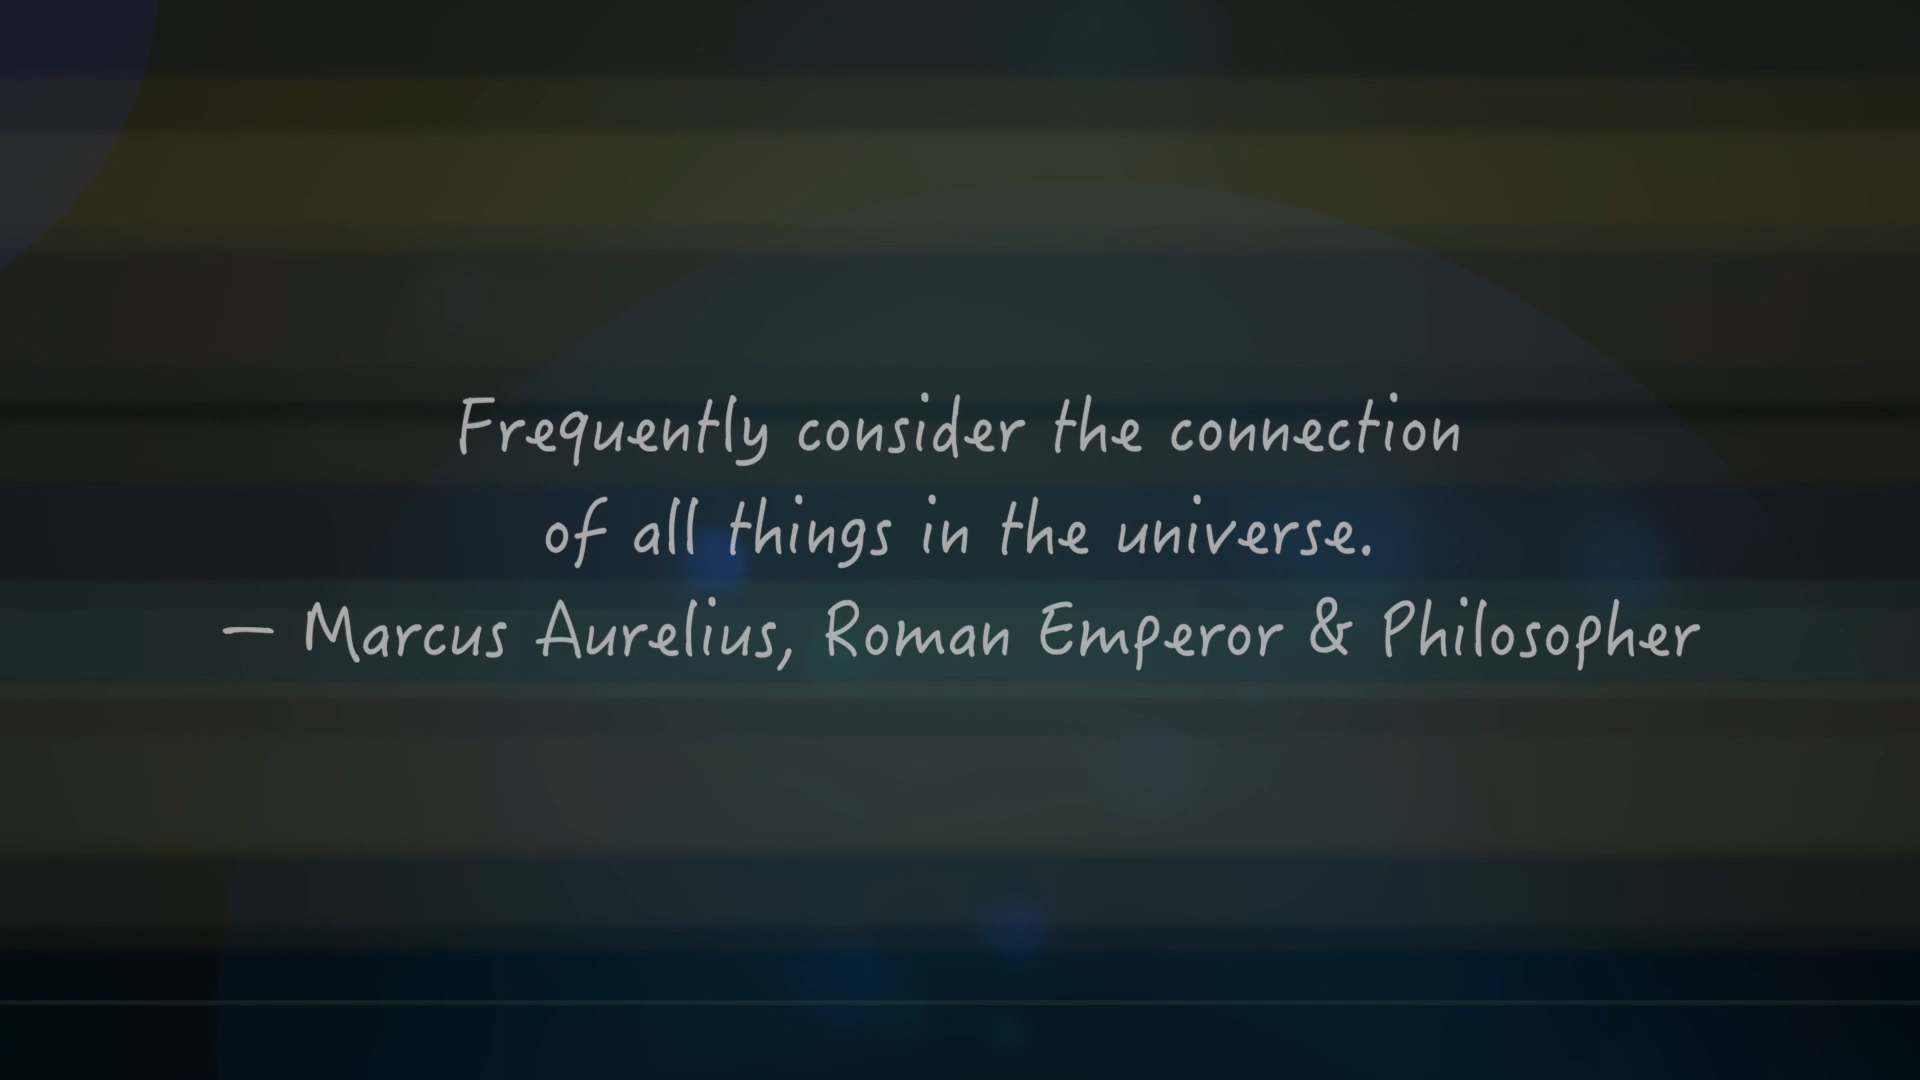 Frequently consider the connection
of all things in the universe.
— Marcus Aurelius, Roman Emperor & Philosopher